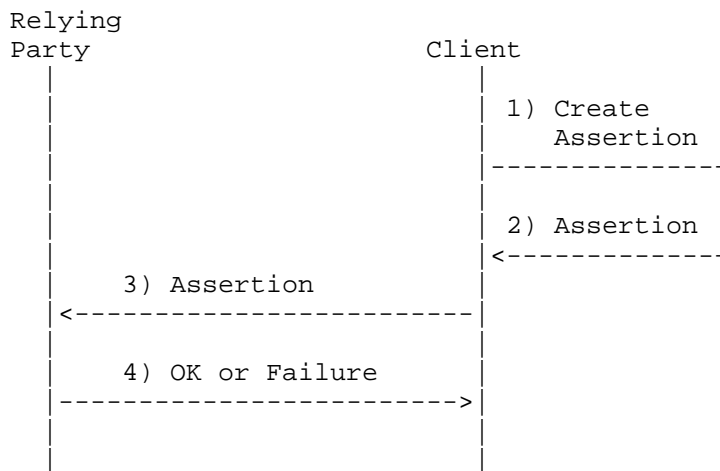 Relying
Party Client
1) Create
Assertion
2) Assertion
3) Assertion
4) OK or Failure